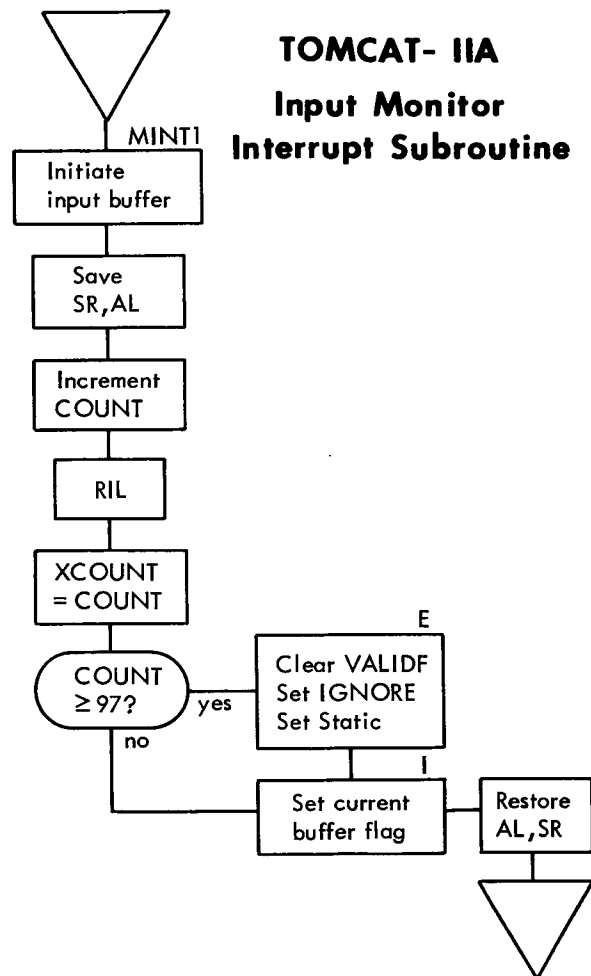 TOMCAT- IIA
Input Monitor
Interrupt Subroutine
MINT1
Initiate
input buffer
Save
SR,AL
Increment
COUNT
RIL
XCOUNT
= COUNT
COUNT
≥97?
yes
no
E
Clear VALIDF
Set IGNORE
Set Static
I
Set current
buffer flag
Restore
AL,SR